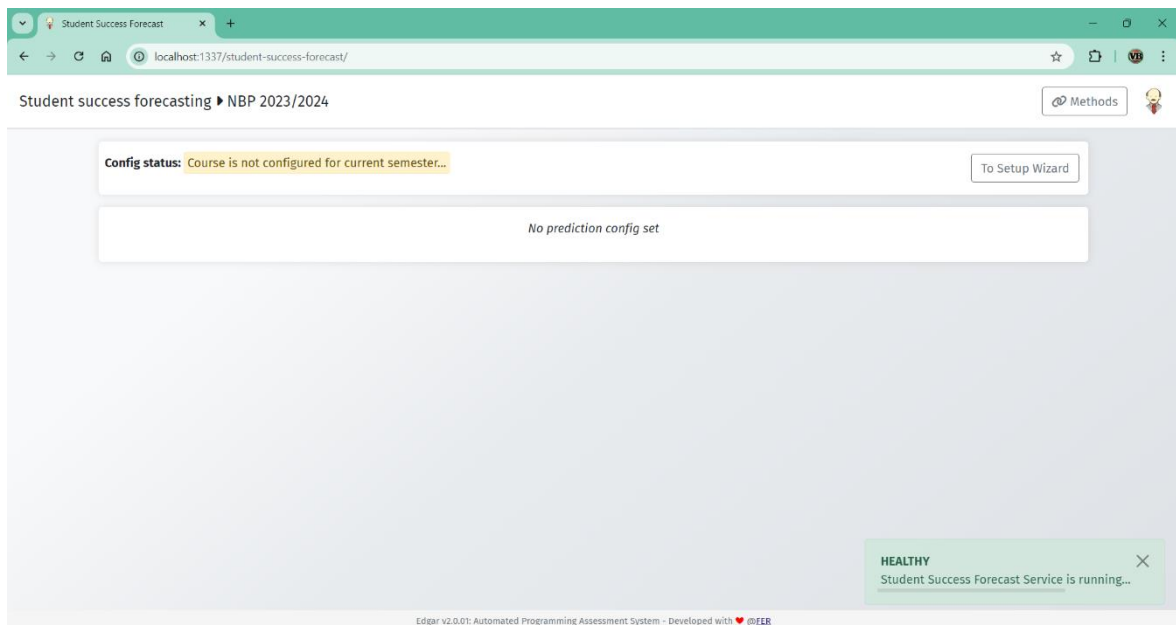 Student Success Forecast
localhost:1337/student-success-forecast/
VB
Student success forecasting ▸ NBP 2023/2024
Methods
Config status: Course is not configured for current semester...
To Setup Wizard
No prediction config set
HEALTHY
Student Success Forecast Service is running...
Edgar v2.0.01: Automated Programming Assessment System - Developed with ❤ @FER